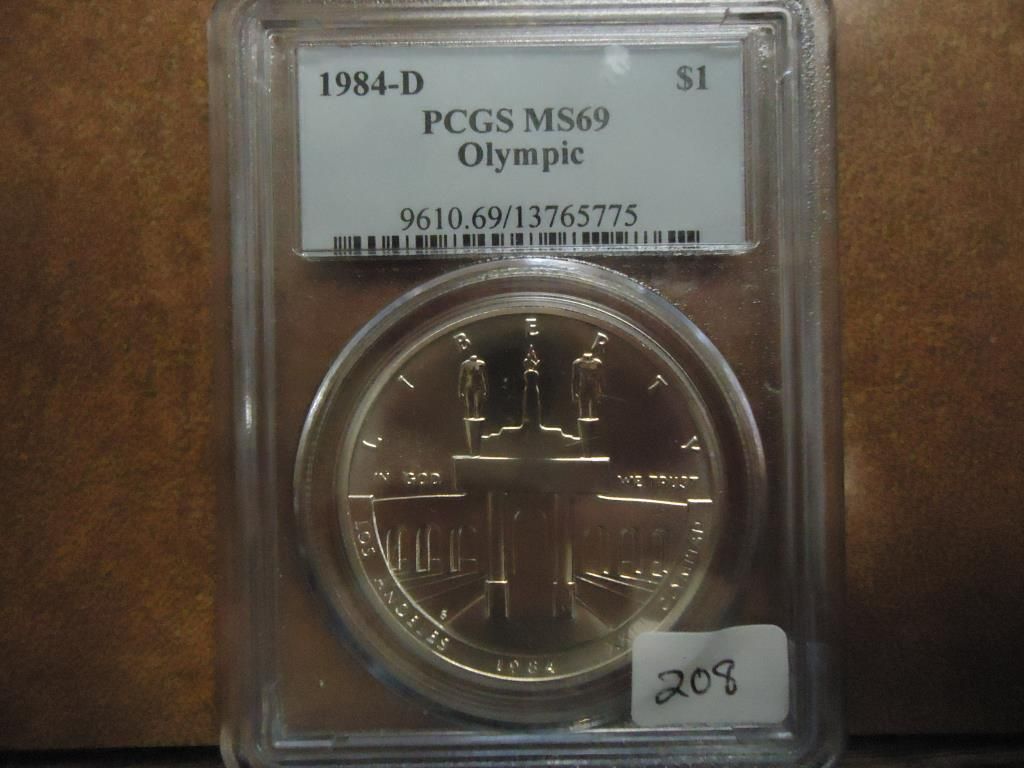 1984-D $1
PCGS MS69
Olympic
9610.69/13765775
LIBERTY
IN GOD WE TRUST
LOS ANGELES
1984
208